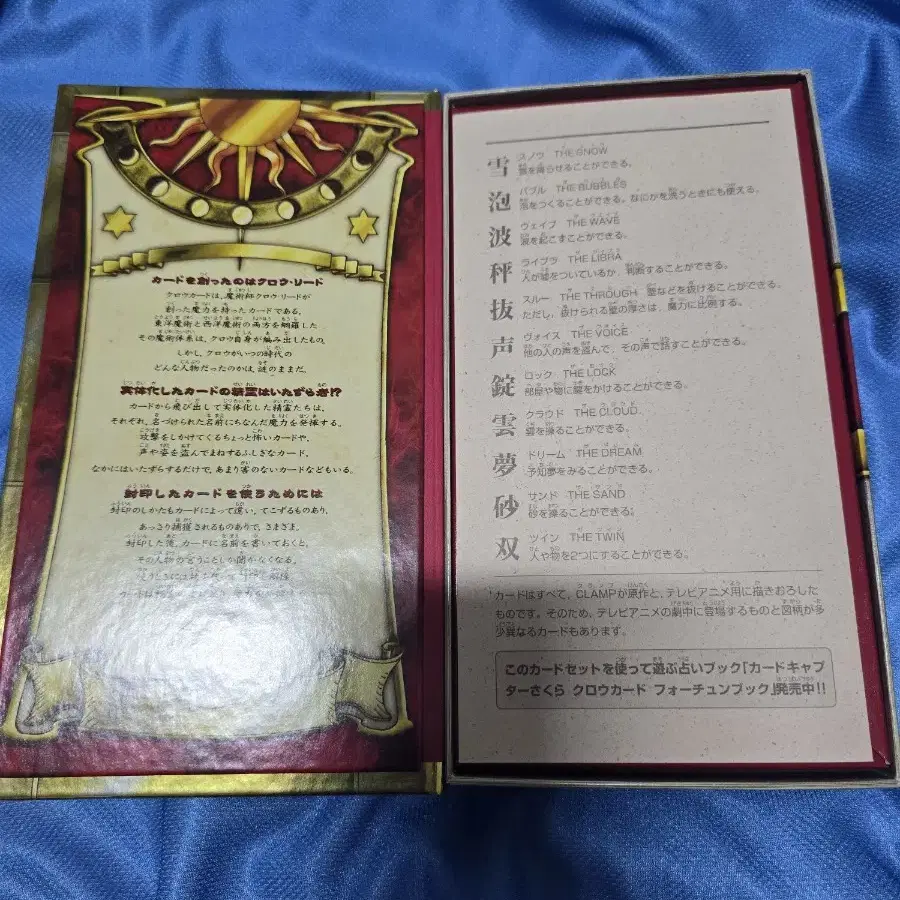 カードを創ったのはクロウ・リード
クロウカードは、魔術師クロウ・リードが
創った魔力を持ったカードである。
東洋魔術と西洋魔術の両方を網羅した
その魔術体系は、クロウ自身が編み出したもの。
しかし、クロウがいつの時代の
どんな人物だったのかは、謎のままだ。
実体化したカードの精霊はいたずら者!?
カードから飛び出して実体化した精霊たちは、
それぞれ、名づけられた名前にちなんだ魔力を発揮する。
攻撃をしかけてくるちょっと怖いカードや、
声や姿を盗んでまねするふしぎなカード、
なかにはいたずらするだけで、あまり害のないカードなどもいる。
封印したカードを使うためには
封印のしかたもカードによって違い、てこずるものあり、
あっさり捕獲されるものありで、さまざま。
封印した後、カードに名前を書いておくと、
その人物の言うことしか聞かなくなる。
雪 スノウ THE SNOW
雪を降らせることができる。
泡 バブル THE BUBBLES
泡をつくることができる。なにかを洗うときにも使える。
波 ウェイブ THE WAVE
波を起こすことができる。
秤 ライブラ THE LIBRA
人が嘘をついているか、判断することができる。
抜 スルー THE THROUGH 壁などを抜けることができる。
ただし、抜けられる壁の厚さは、魔力に比例する。
声 ヴォイス THE VOICE
他の人の声を盗んで、その声で話すことができる。
錠 ロック THE LOCK
部屋や物に鍵をかけることができる。
雲 クラウド THE CLOUD
雲を操ることができる。
夢 ドリーム THE DREAM
予知夢をみることができる。
砂 サンド THE SAND
砂を操ることができる。
双 ツイン THE TWIN
人や物を2つにすることができる。
カードはすべて、CLAMPが原作と、テレビアニメ用に描きおろした
ものです。そのため、テレビアニメの劇中に登場するものと図柄が多
少異なるカードもあります。
このカードセットを使って遊ぶ占いブック「カードキャプ
ターさくら クロウカード フォーチュンブック」発売中!!